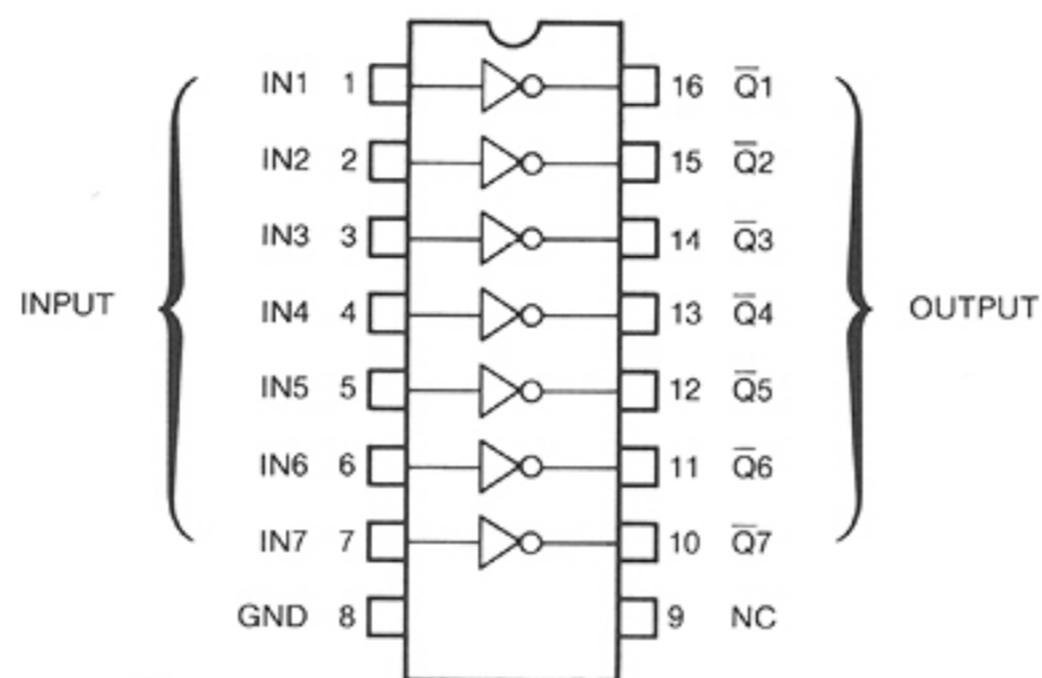 IN1 1 16 Q̅1
IN2 2 15 Q̅2
IN3 3 14 Q̅3
INPUT IN4 4 13 Q̅4 OUTPUT
IN5 5 12 Q̅5
IN6 6 11 Q̅6
IN7 7 10 Q̅7
GND 8 9 NC